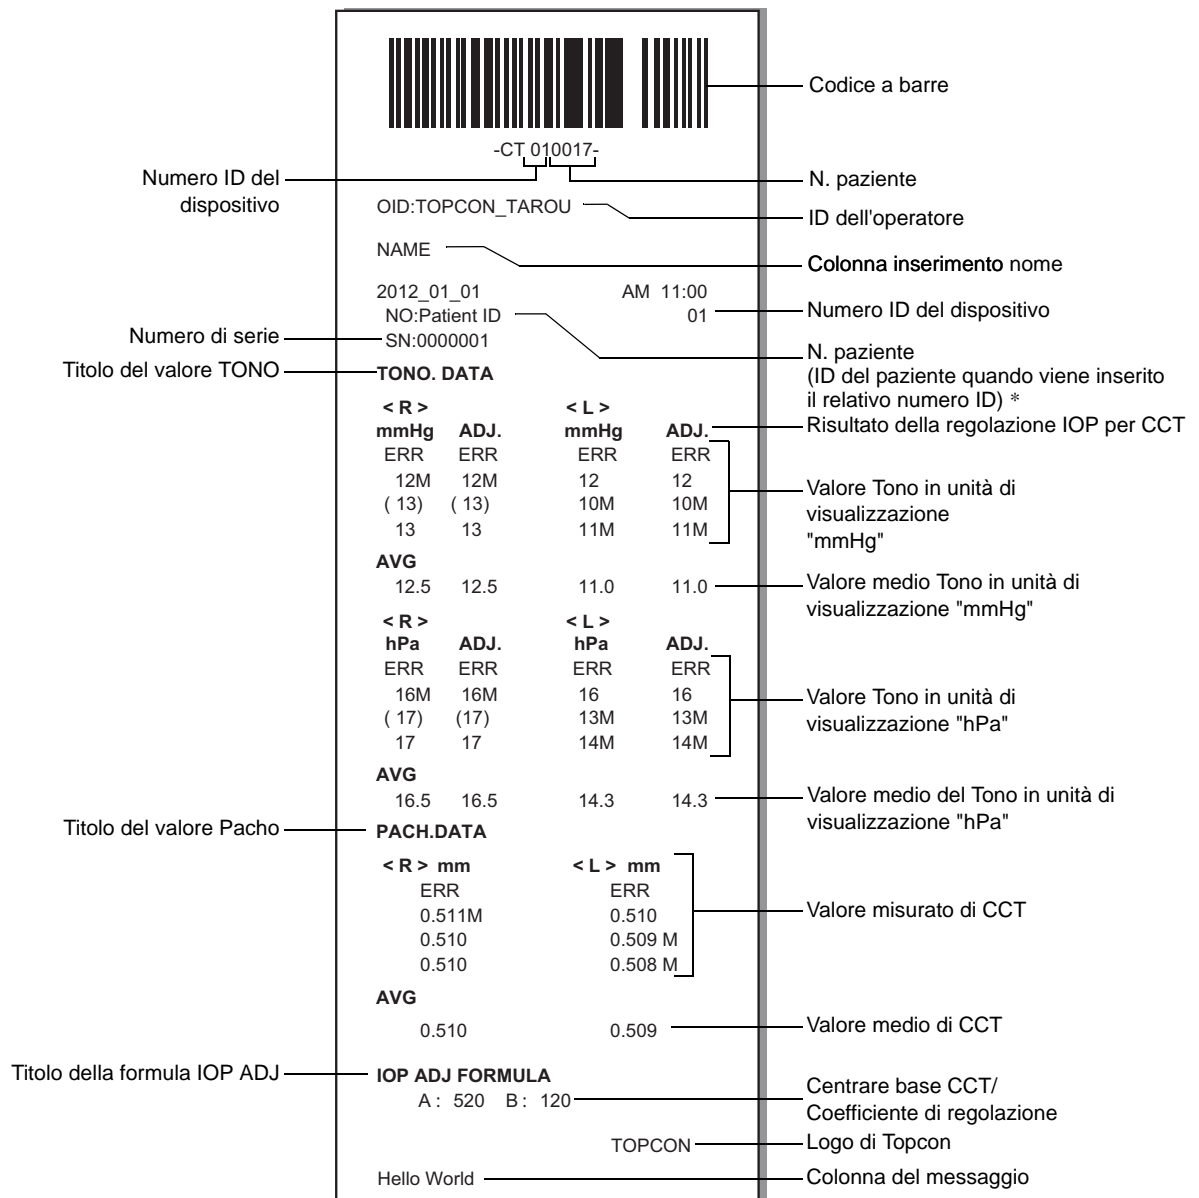 Codice a barre
-CT 010017-
Numero ID del
dispositivo
N. paziente
OID:TOPCON_TAROU
ID dell'operatore
NAME
Colonna inserimento nome
2012_01_01 AM 11:00
NO:Patient ID 01
Numero ID del dispositivo
Numero di serie
SN:0000001
N. paziente
(ID del paziente quando viene inserito
il relativo numero ID) *
Titolo del valore TONO
TONO. DATA
< R > < L >
mmHg ADJ. mmHg ADJ.
Risultato della regolazione IOP per CCT
ERR ERR ERR ERR
12M 12M 12 12
( 13) ( 13) 10M 10M
13 13 11M 11M
Valore Tono in unità di
visualizzazione
"mmHg"
AVG
12.5 12.5 11.0 11.0
Valore medio Tono in unità di
visualizzazione "mmHg"
< R > < L >
hPa ADJ. hPa ADJ.
ERR ERR ERR ERR
16M 16M 16 16
( 17) (17) 13M 13M
17 17 14M 14M
Valore Tono in unità di
visualizzazione "hPa"
AVG
16.5 16.5 14.3 14.3
Valore medio del Tono in unità di
visualizzazione "hPa"
Titolo del valore Pacho
PACH.DATA
< R > mm < L > mm
ERR ERR
0.511M 0.510
0.510 0.509 M
0.510 0.508 M
Valore misurato di CCT
AVG
0.510 0.509
Valore medio di CCT
Titolo della formula IOP ADJ
IOP ADJ FORMULA
A : 520 B : 120
Centrare base CCT/
Coefficiente di regolazione
TOPCON
Logo di Topcon
Hello World
Colonna del messaggio